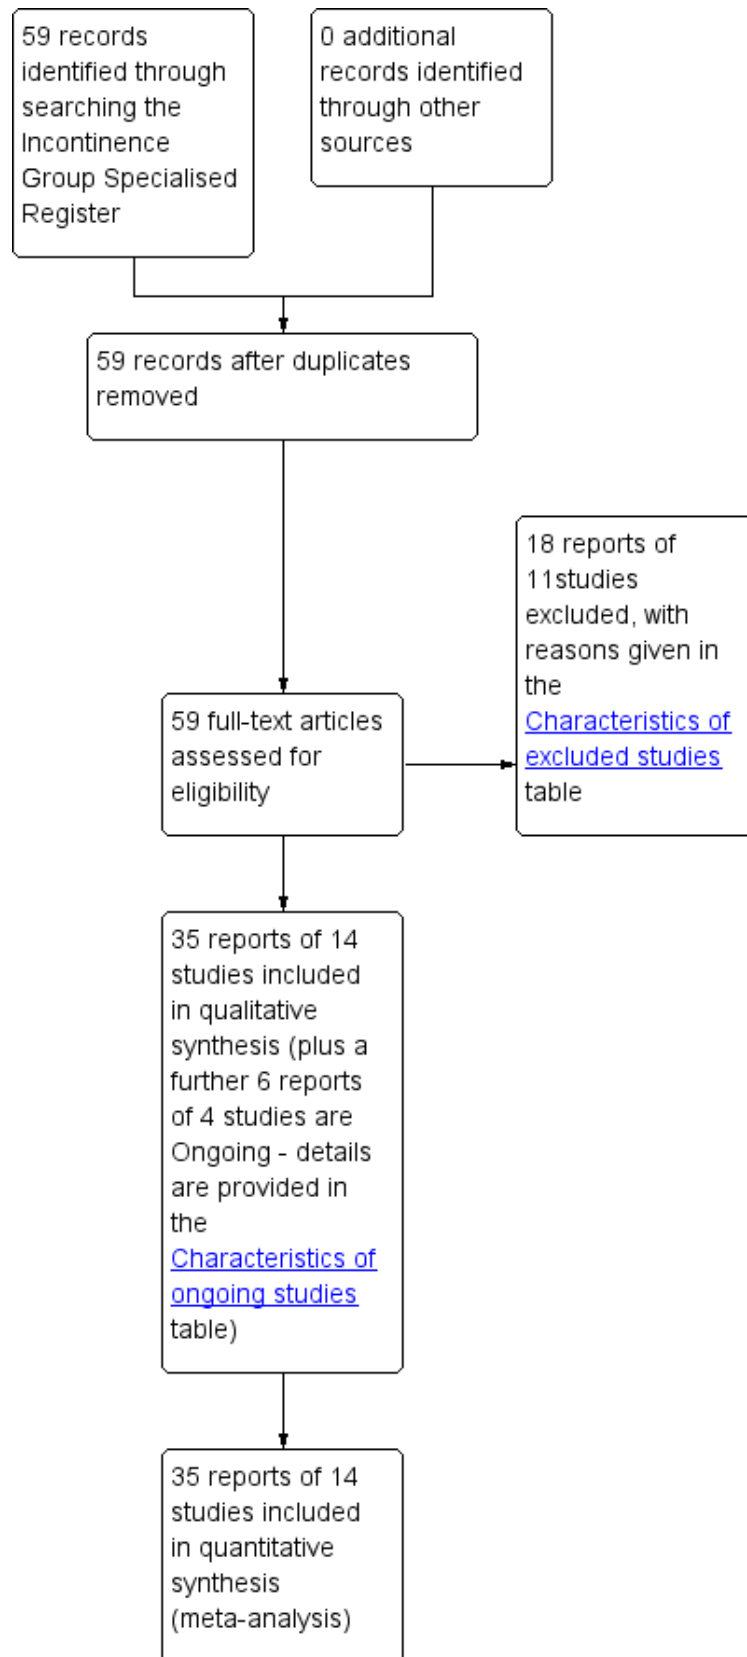 59 records
identified through
searching the
Incontinence
Group Specialised
Register
0 additional
records identified
through other
sources
59 records after duplicates
removed
18 reports of
11studies
excluded, with
reasons given in
the
Characteristics of
excluded studies
table
59 full-text articles
assessed for
eligibility
35 reports of 14
studies included
in qualitative
synthesis (plus a
further 6 reports
of 4 studies are
Ongoing - details
are provided in
the
Characteristics of
ongoing studies
table)
35 reports of 14
studies included
in quantitative
synthesis
(meta-analysis)